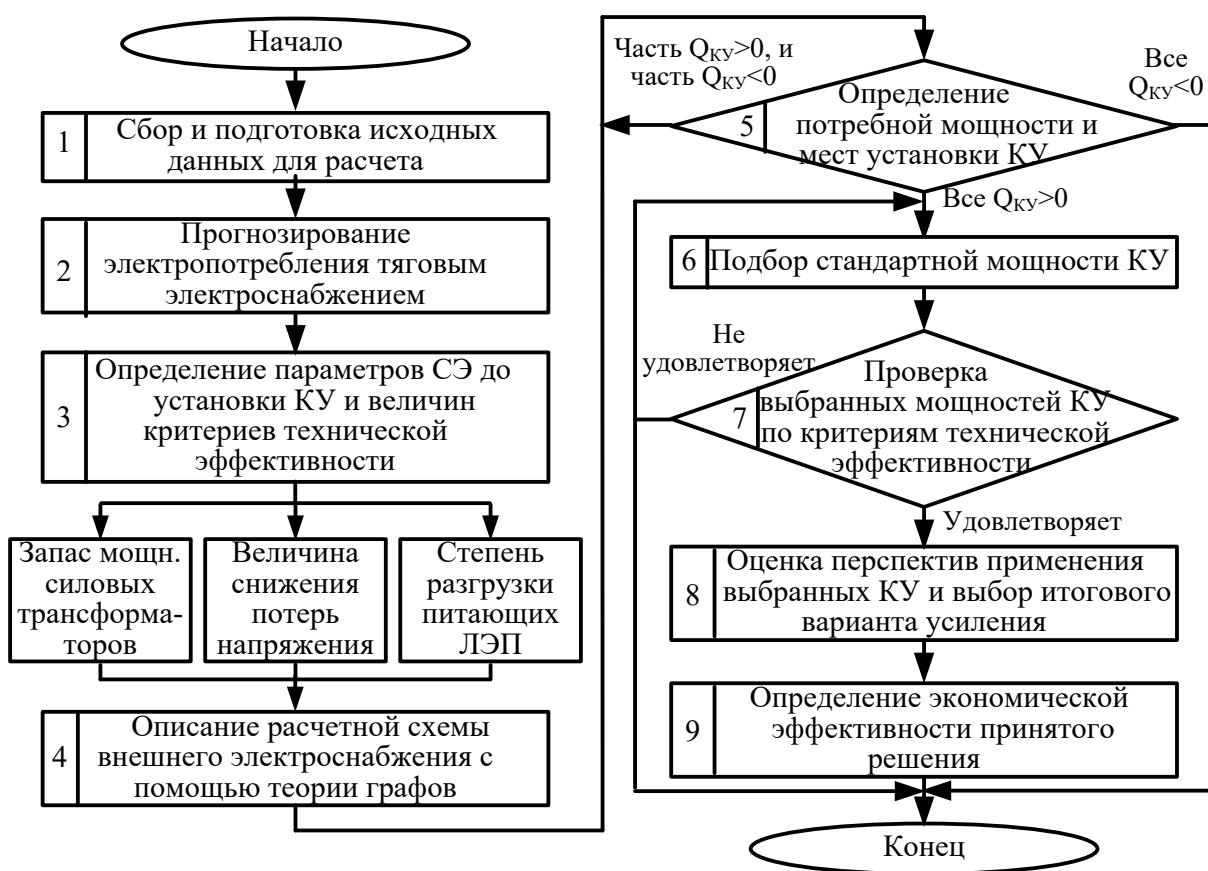 Начало
1
Сбор и подготовка исходных
данных для расчета
2
Прогнозирование
электропотребления тяговым
электроснабжением
3
Определение параметров СЭ до
установки КУ и величин
критериев технической
эффективности
Запас мощн.
силовых
трансформа-
торов
Величина
снижения
потерь
напряжения
Степень
разгрузки
питающих
ЛЭП
4
Описание расчетной схемы
внешнего электроснабжения с
помощью теории графов
Часть QКУ>0, и
часть QКУ<0
Все
QКУ<0
5
Определение
потребной мощности и
мест установки КУ
Все QКУ>0
6
Подбор стандартной мощности КУ
Не
удовлетворяет
7
Проверка
выбранных мощностей КУ
по критериям технической
эффективности
Удовлетворяет
8
Оценка перспектив применения
выбранных КУ и выбор итогового
варианта усиления
9
Определение экономической
эффективности принятого
решения
Конец